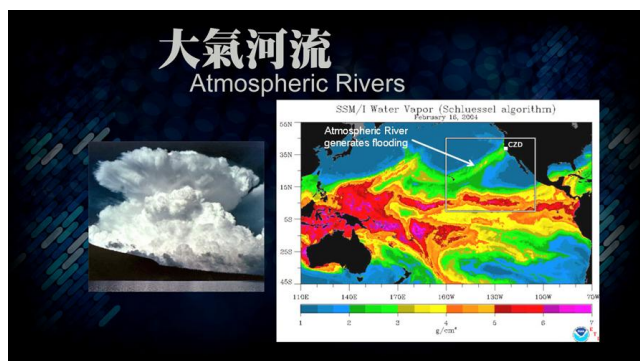 大氣河流
Atmospheric Rivers
SSM/I Water Vapor (Schluessel algorithm)
February 16, 2004
Atmospheric River
generates flooding
CZD
55N
35N
15N
5S
25S
45S
110E 140E 170E 160W 130W 100W 70W
1 2 3 4 5 6 7
g/cm²